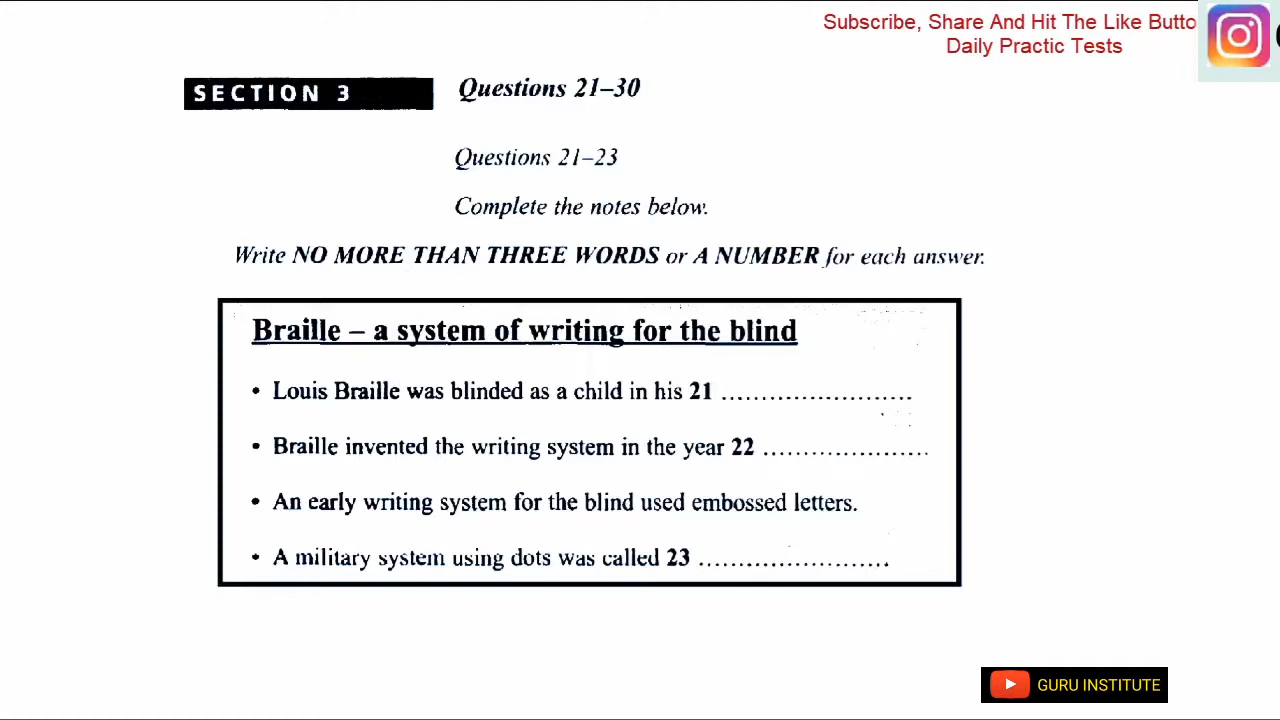 Subscribe, Share And Hit The Like Butto
Daily Practic Tests
SECTION 3 Questions 21–30
Questions 21–23
Complete the notes below.
Write NO MORE THAN THREE WORDS or A NUMBER for each answer.
Braille – a system of writing for the blind
• Louis Braille was blinded as a child in his 21 ........................
• Braille invented the writing system in the year 22 .....................
• An early writing system for the blind used embossed letters.
• A military system using dots was called 23 ........................
GURU INSTITUTE